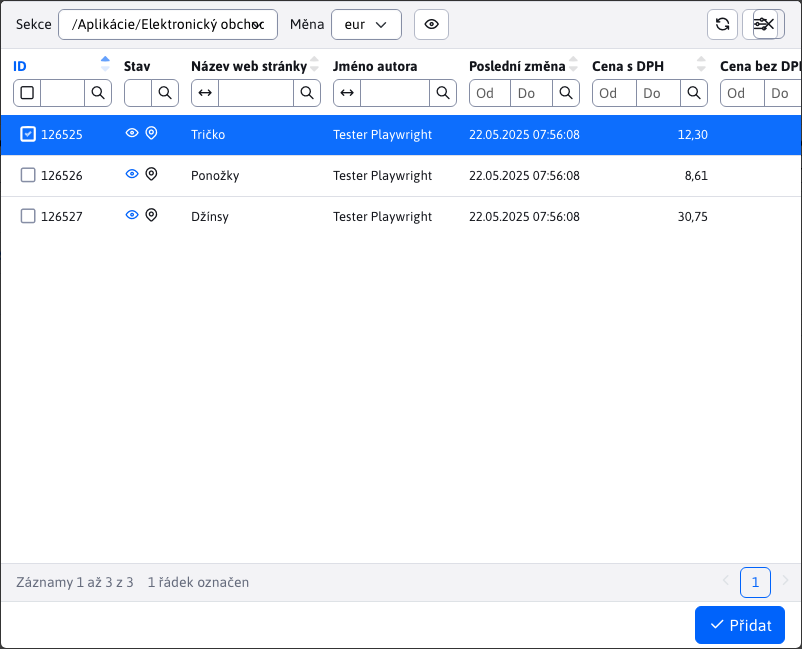 Sekce /Aplikácie/Elektronický obchoc Měna eur
ID Stav Název web stránky Jméno autora Poslední změna Cena s DPH Cena bez DPH
Od Do Od Do Od Do
126525 Tričko Tester Playwright 22.05.2025 07:56:08 12,30
126526 Ponožky Tester Playwright 22.05.2025 07:56:08 8,61
126527 Džínsy Tester Playwright 22.05.2025 07:56:08 30,75
Záznamy 1 až 3 z 3 1 řádek označen 1
Přidat